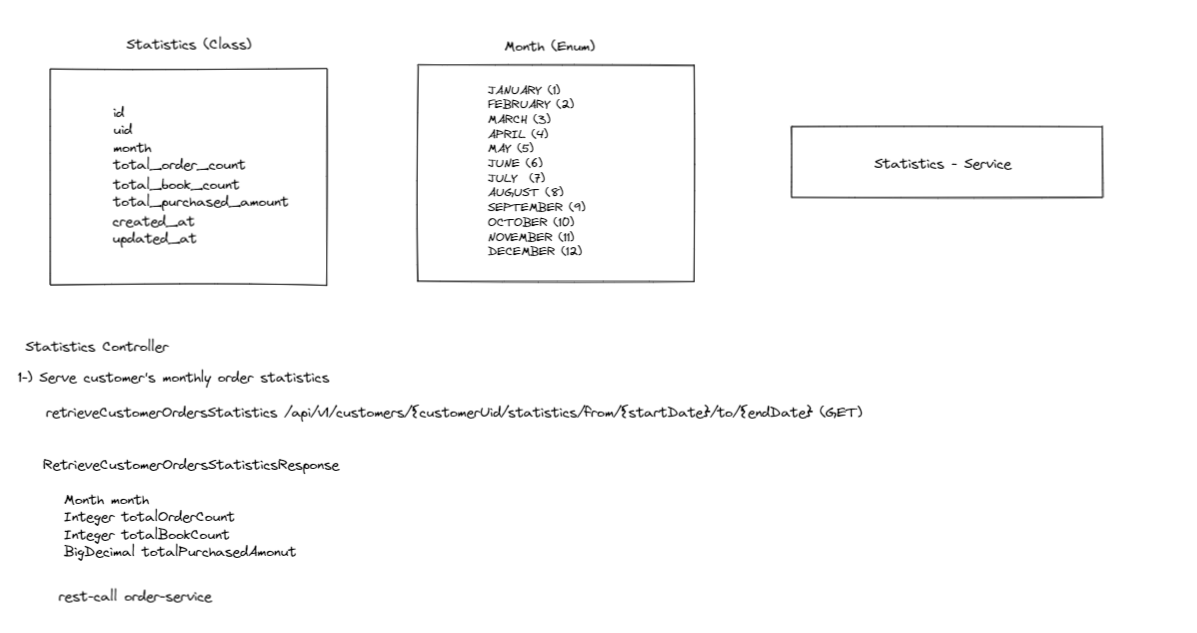 Statistics (Class)
id
uid
month
total_order_count
total_book_count
total_purchased_amount
created_at
updated_at
Month (Enum)
JANUARY (1)
FEBRUARY (2)
MARCH (3)
APRIL (4)
MAY (5)
JUNE (6)
JULY (7)
AUGUST (8)
SEPTEMBER (9)
OCTOBER (10)
NOVEMBER (11)
DECEMBER (12)
Statistics - Service
Statistics Controller
1-) Serve customer's monthly order statistics
retrieveCustomerOrdersStatistics /api/v1/customers/{customerUid/statistics/from/{startDate}/to/{endDate} (GET)
RetrieveCustomerOrdersStatisticsResponse
Month month
Integer totalOrderCount
Integer totalBookCount
BigDecimal totalPurchasedAmonut
rest-call order-service